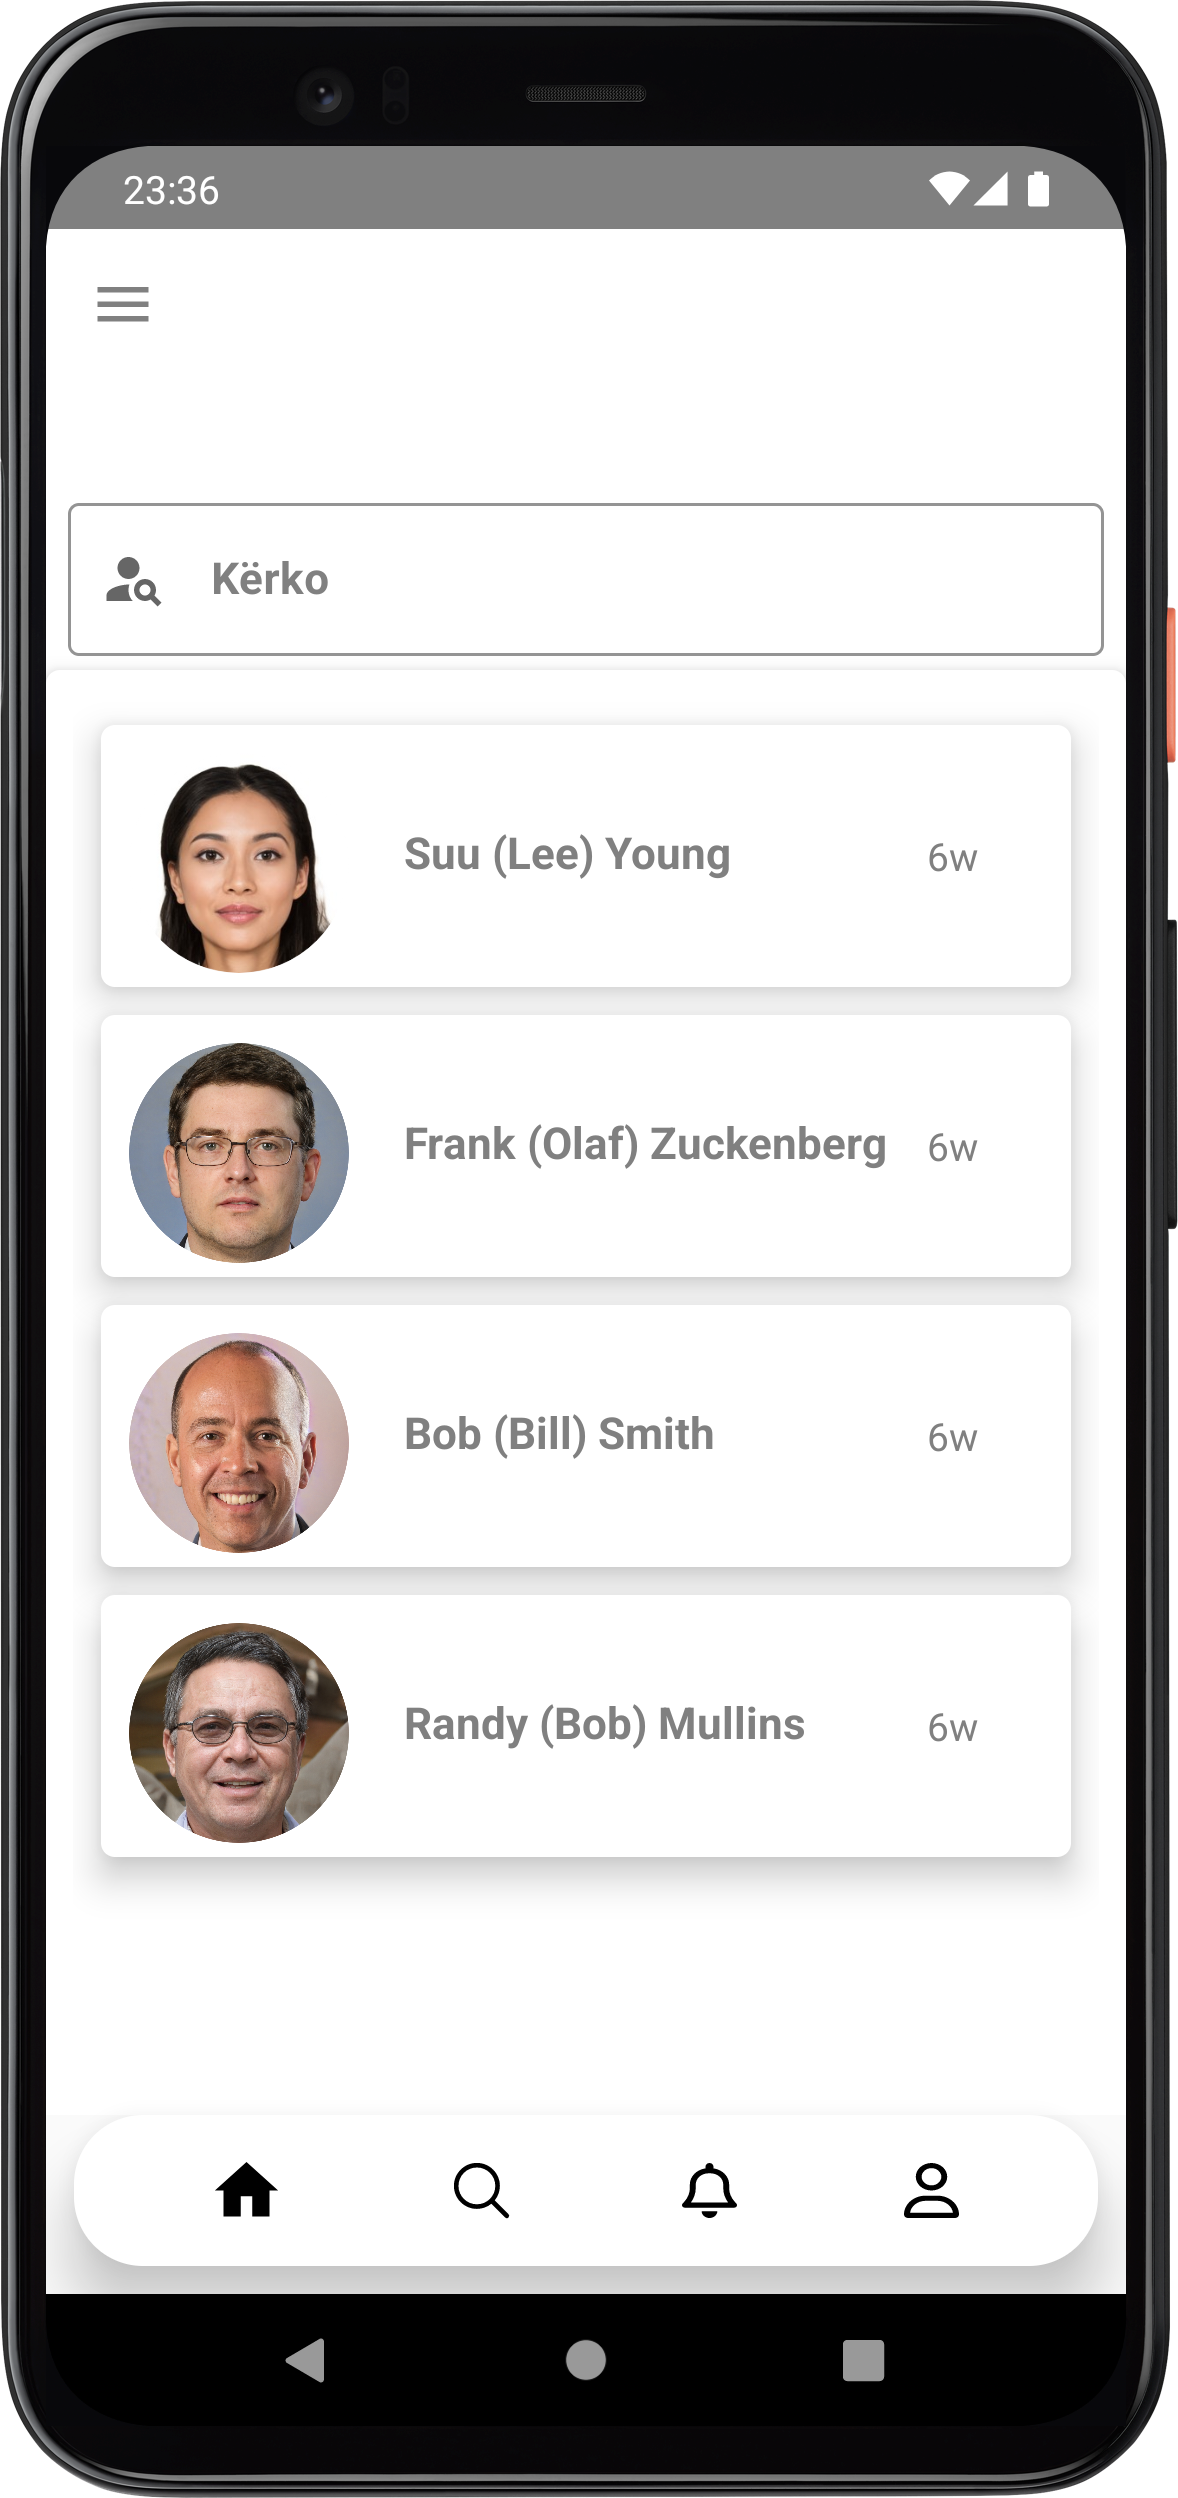 23:36
Kërko
Suu (Lee) Young 6w
Frank (Olaf) Zuckenberg 6w
Bob (Bill) Smith 6w
Randy (Bob) Mullins 6w